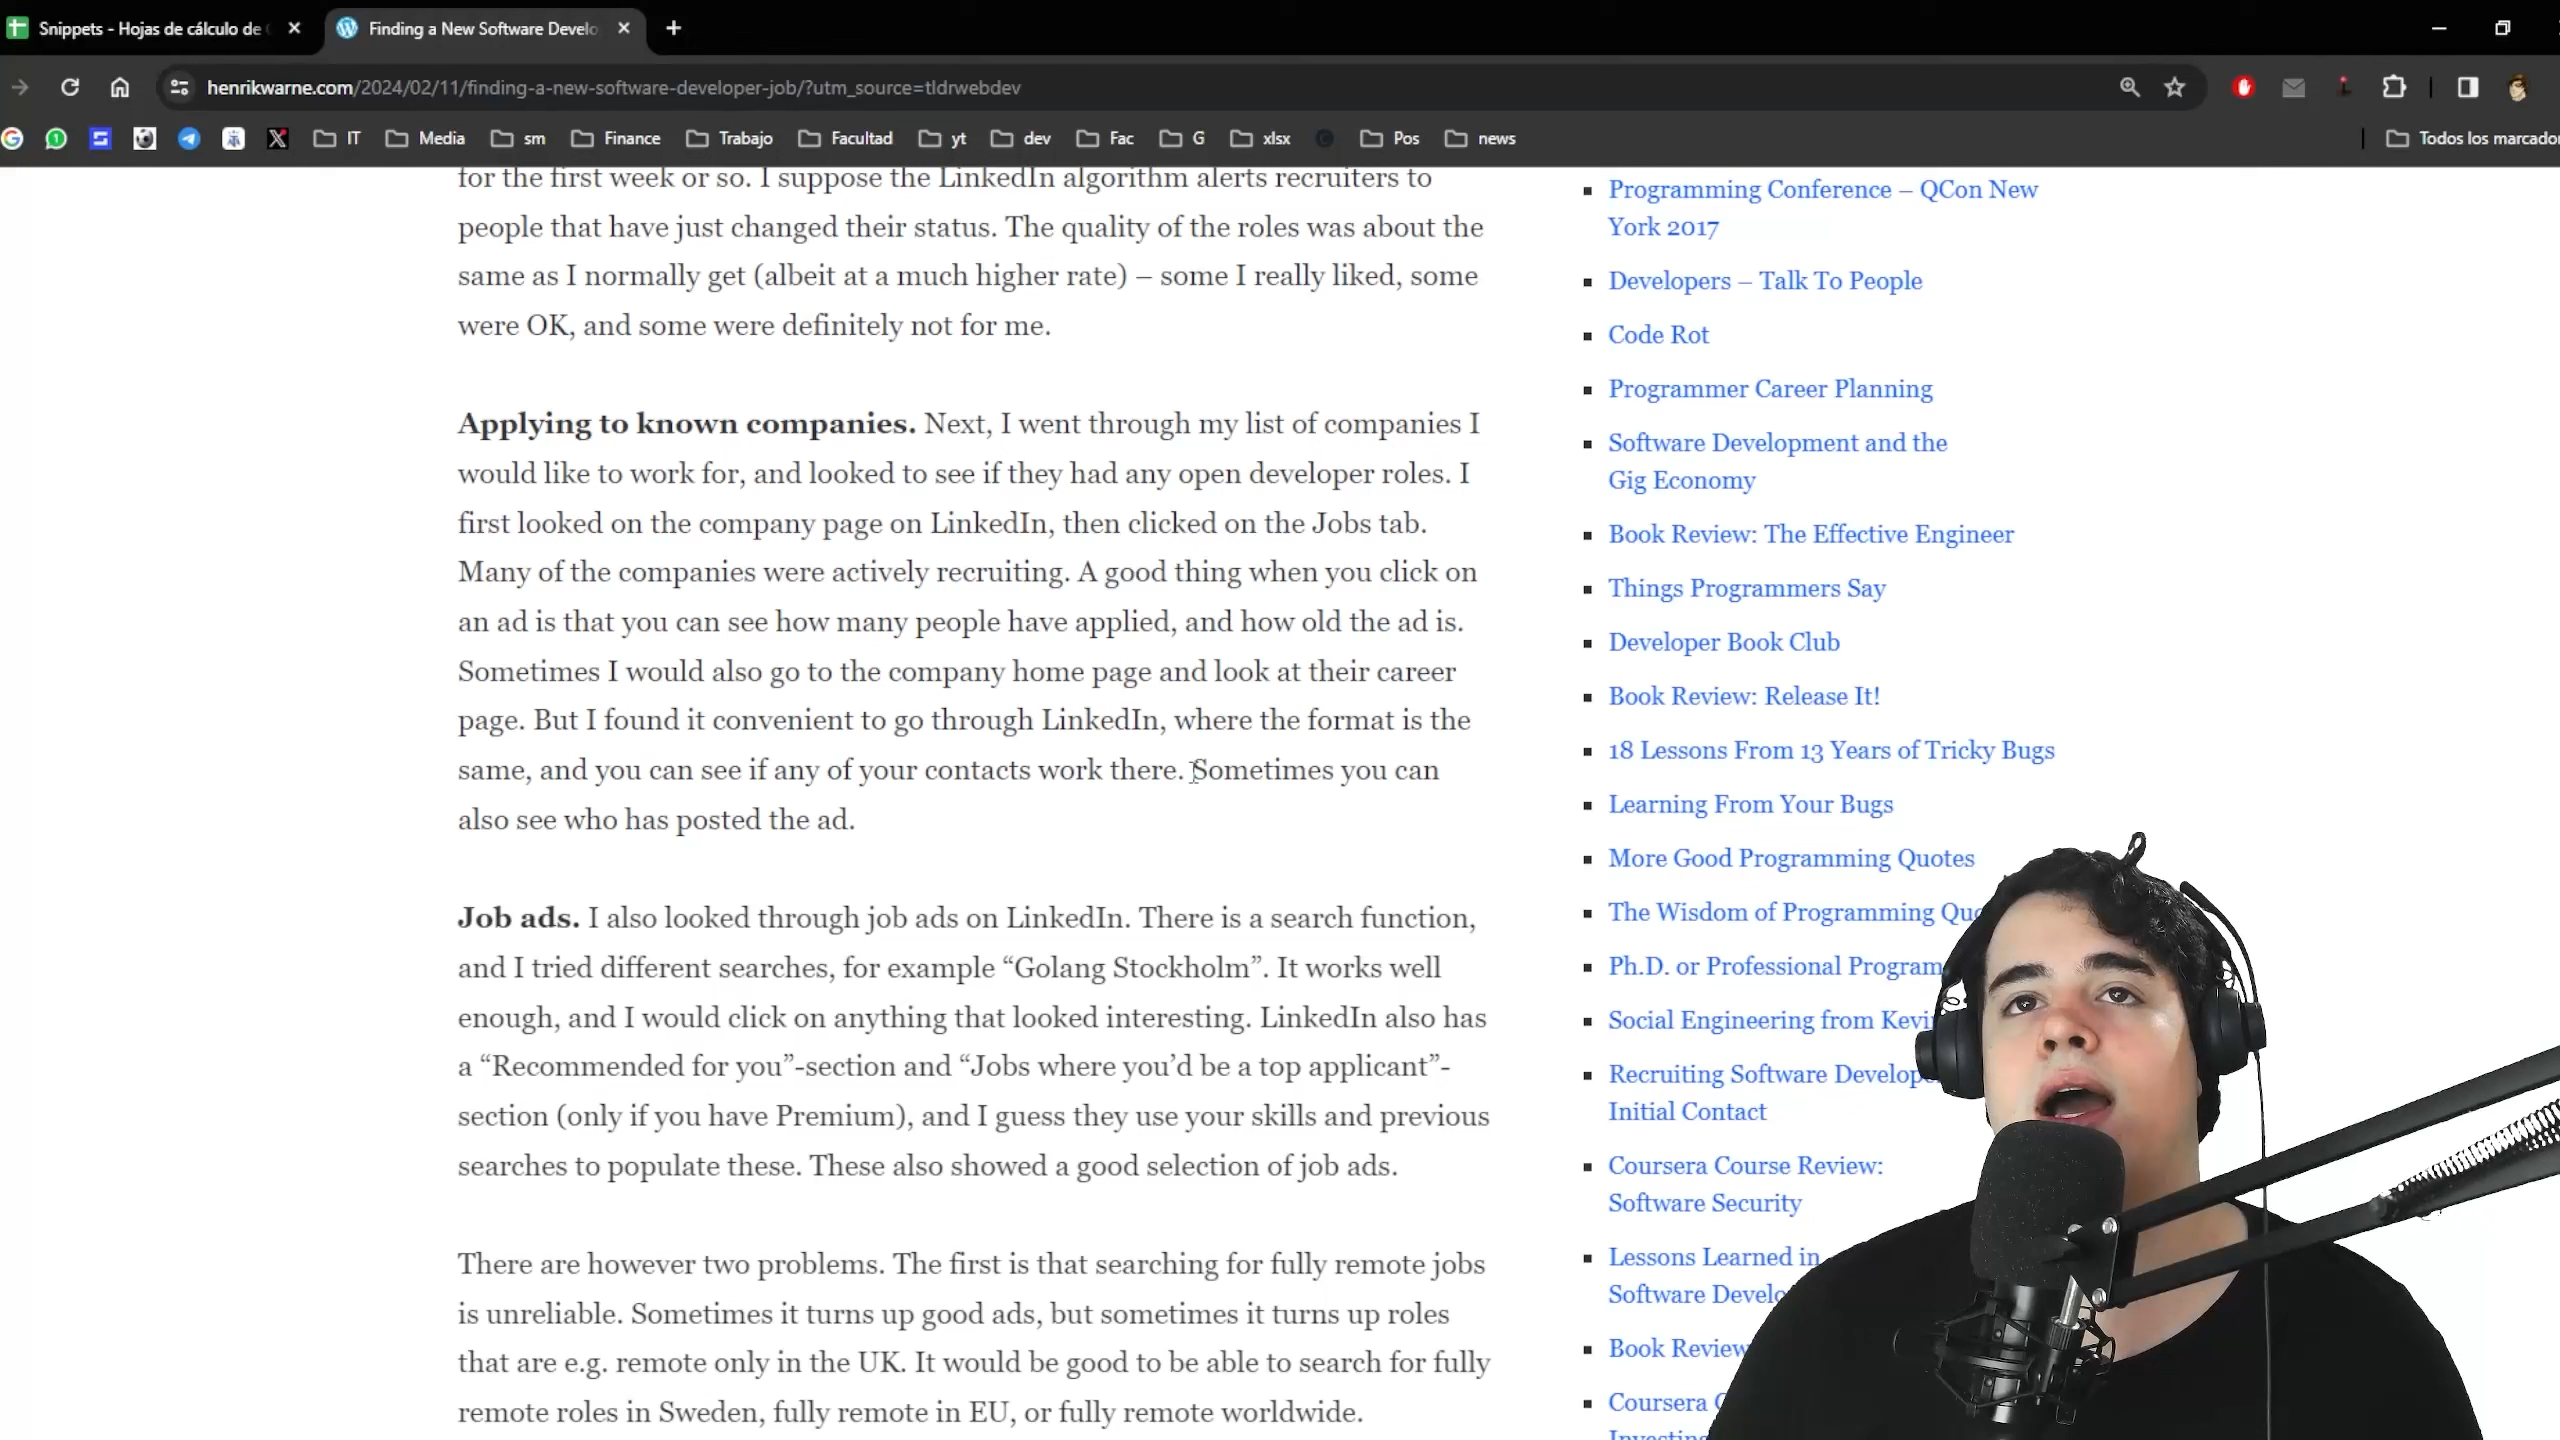 Snippets - Hojas de cálculo de
Finding a New Software Develo
henrikwarne.com/2024/02/11/finding-a-new-software-developer-job/?utm_source=tldrwebdev
IT
Media
sm
Finance
Trabajo
Facultad
yt
dev
Fac
G
xlsx
Pos
news
Todos los marcador
for the first week or so. I suppose the LinkedIn algorithm alerts recruiters to
people that have just changed their status. The quality of the roles was about the
same as I normally get (albeit at a much higher rate) – some I really liked, some
were OK, and some were definitely not for me.
Applying to known companies. Next, I went through my list of companies I
would like to work for, and looked to see if they had any open developer roles. I
first looked on the company page on LinkedIn, then clicked on the Jobs tab.
Many of the companies were actively recruiting. A good thing when you click on
an ad is that you can see how many people have applied, and how old the ad is.
Sometimes I would also go to the company home page and look at their career
page. But I found it convenient to go through LinkedIn, where the format is the
same, and you can see if any of your contacts work there. Sometimes you can
also see who has posted the ad.
Job ads. I also looked through job ads on LinkedIn. There is a search function,
and I tried different searches, for example “Golang Stockholm”. It works well
enough, and I would click on anything that looked interesting. LinkedIn also has
a “Recommended for you”-section and “Jobs where you’d be a top applicant”-
section (only if you have Premium), and I guess they use your skills and previous
searches to populate these. These also showed a good selection of job ads.
There are however two problems. The first is that searching for fully remote jobs
is unreliable. Sometimes it turns up good ads, but sometimes it turns up roles
that are e.g. remote only in the UK. It would be good to be able to search for fully
remote roles in Sweden, fully remote in EU, or fully remote worldwide.
Programming Conference – QCon New
York 2017
Developers – Talk To People
Code Rot
Programmer Career Planning
Software Development and the
Gig Economy
Book Review: The Effective Engineer
Things Programmers Say
Developer Book Club
Book Review: Release It!
18 Lessons From 13 Years of Tricky Bugs
Learning From Your Bugs
More Good Programming Quotes
The Wisdom of Programming Quo
Ph.D. or Professional Program
Social Engineering from Kevi
Recruiting Software Develop
Initial Contact
Coursera Course Review:
Software Security
Lessons Learned in
Software Develo
Book Review
Coursera C